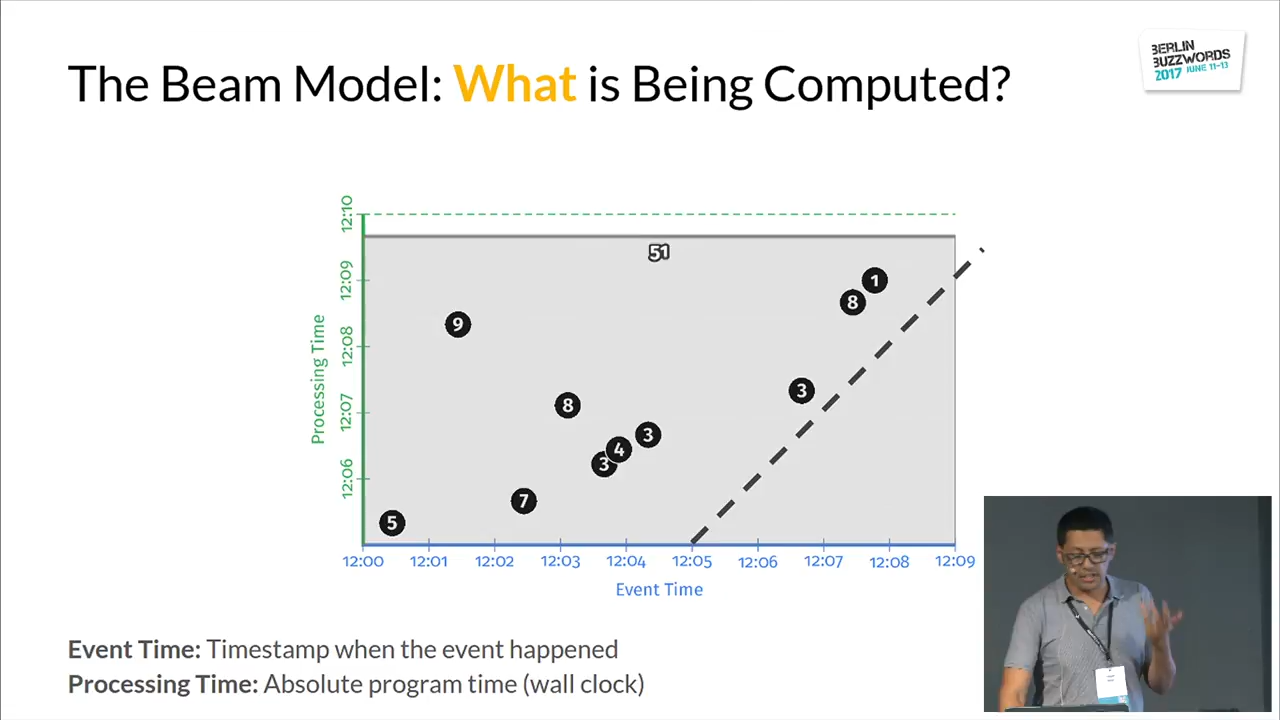 The Beam Model: What is Being Computed?
BERLIN
BUZZWORDS
2017 JUNE 11-13
12:10
51
12:09
1
8
9
12:08
3
8
12:07
3
4
3
12:06
7
5
Processing Time
12:00 12:01 12:02 12:03 12:04 12:05 12:06 12:07 12:08 12:09
Event Time
Event Time: Timestamp when the event happened
Processing Time: Absolute program time (wall clock)